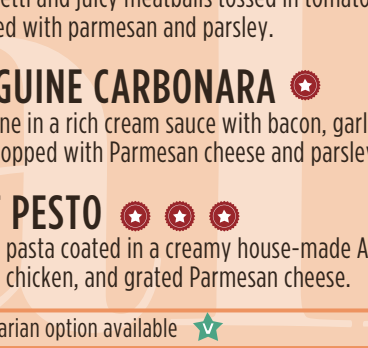 etti and juicy meatballs tossed in tomato
ed with parmesan and parsley.
GUINE CARBONARA
ne in a rich cream sauce with bacon, garl
opped with Parmesan cheese and parsley
PESTO
pasta coated in a creamy house-made A
chicken, and grated Parmesan cheese.
arian option available V